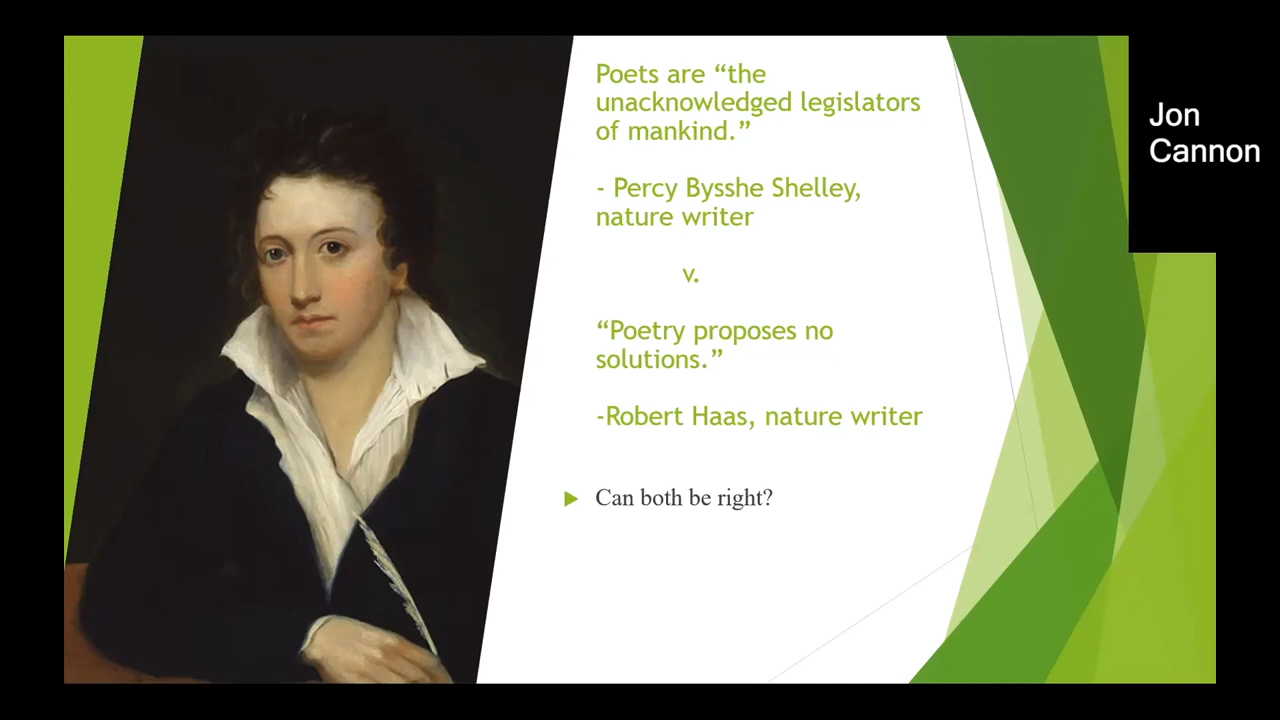 Poets are “the
unacknowledged legislators
of mankind.”
- Percy Bysshe Shelley,
nature writer
v.
“Poetry proposes no
solutions.”
-Robert Haas, nature writer
Can both be right?
Jon
Cannon